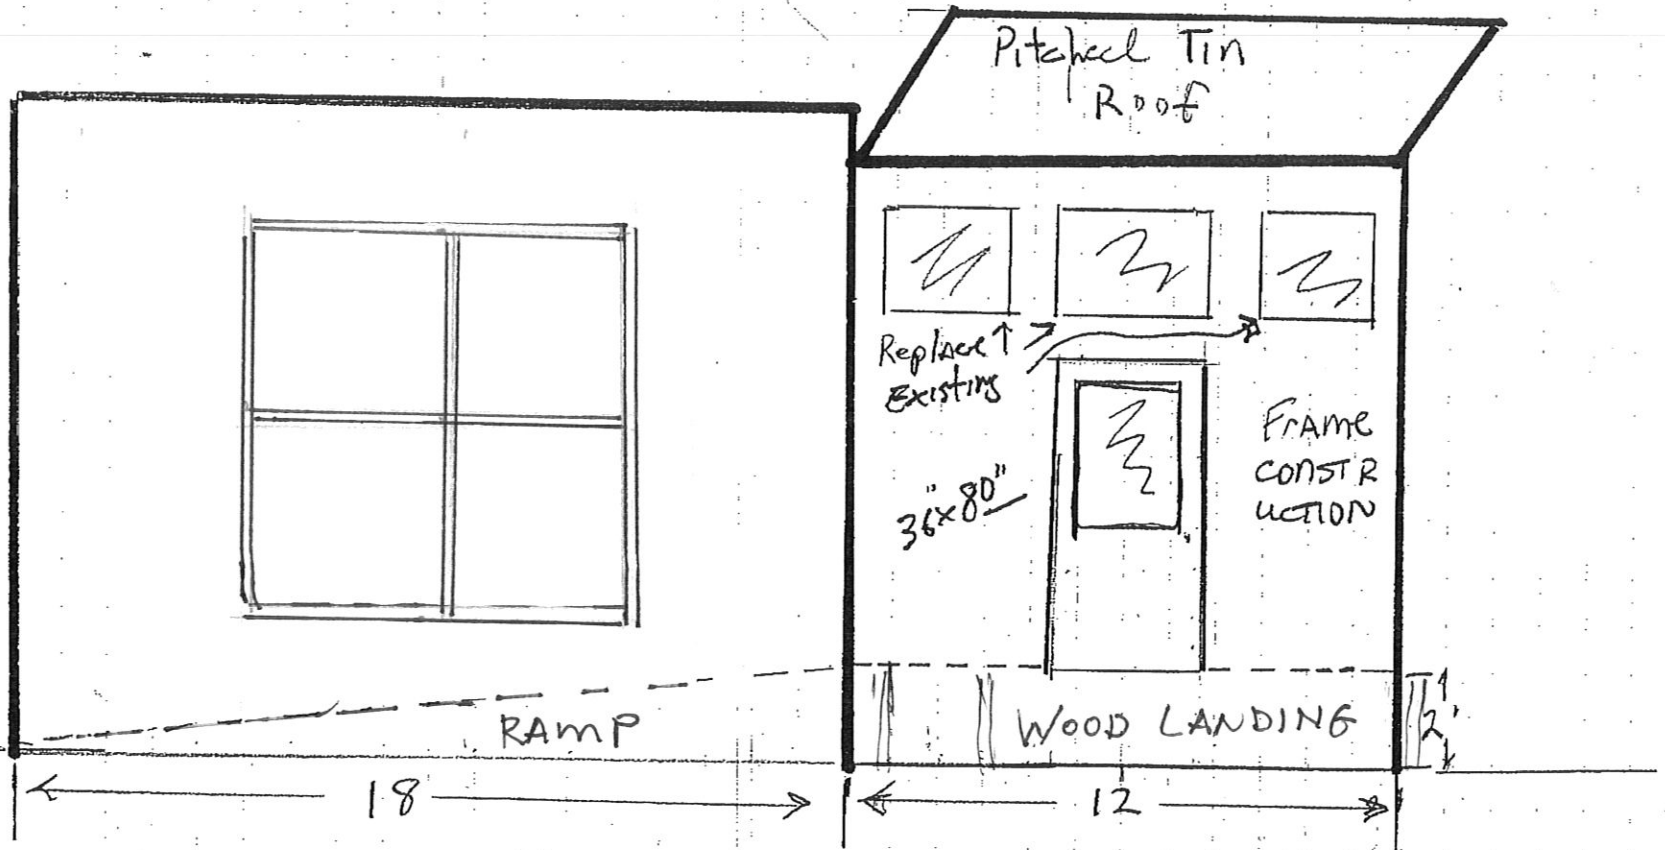 Pitched Tin
Roof
Replace
Existing
36"x80"
FRAME
CONSTR
UCTION
RAMP
WOOD LANDING
2'
18
12